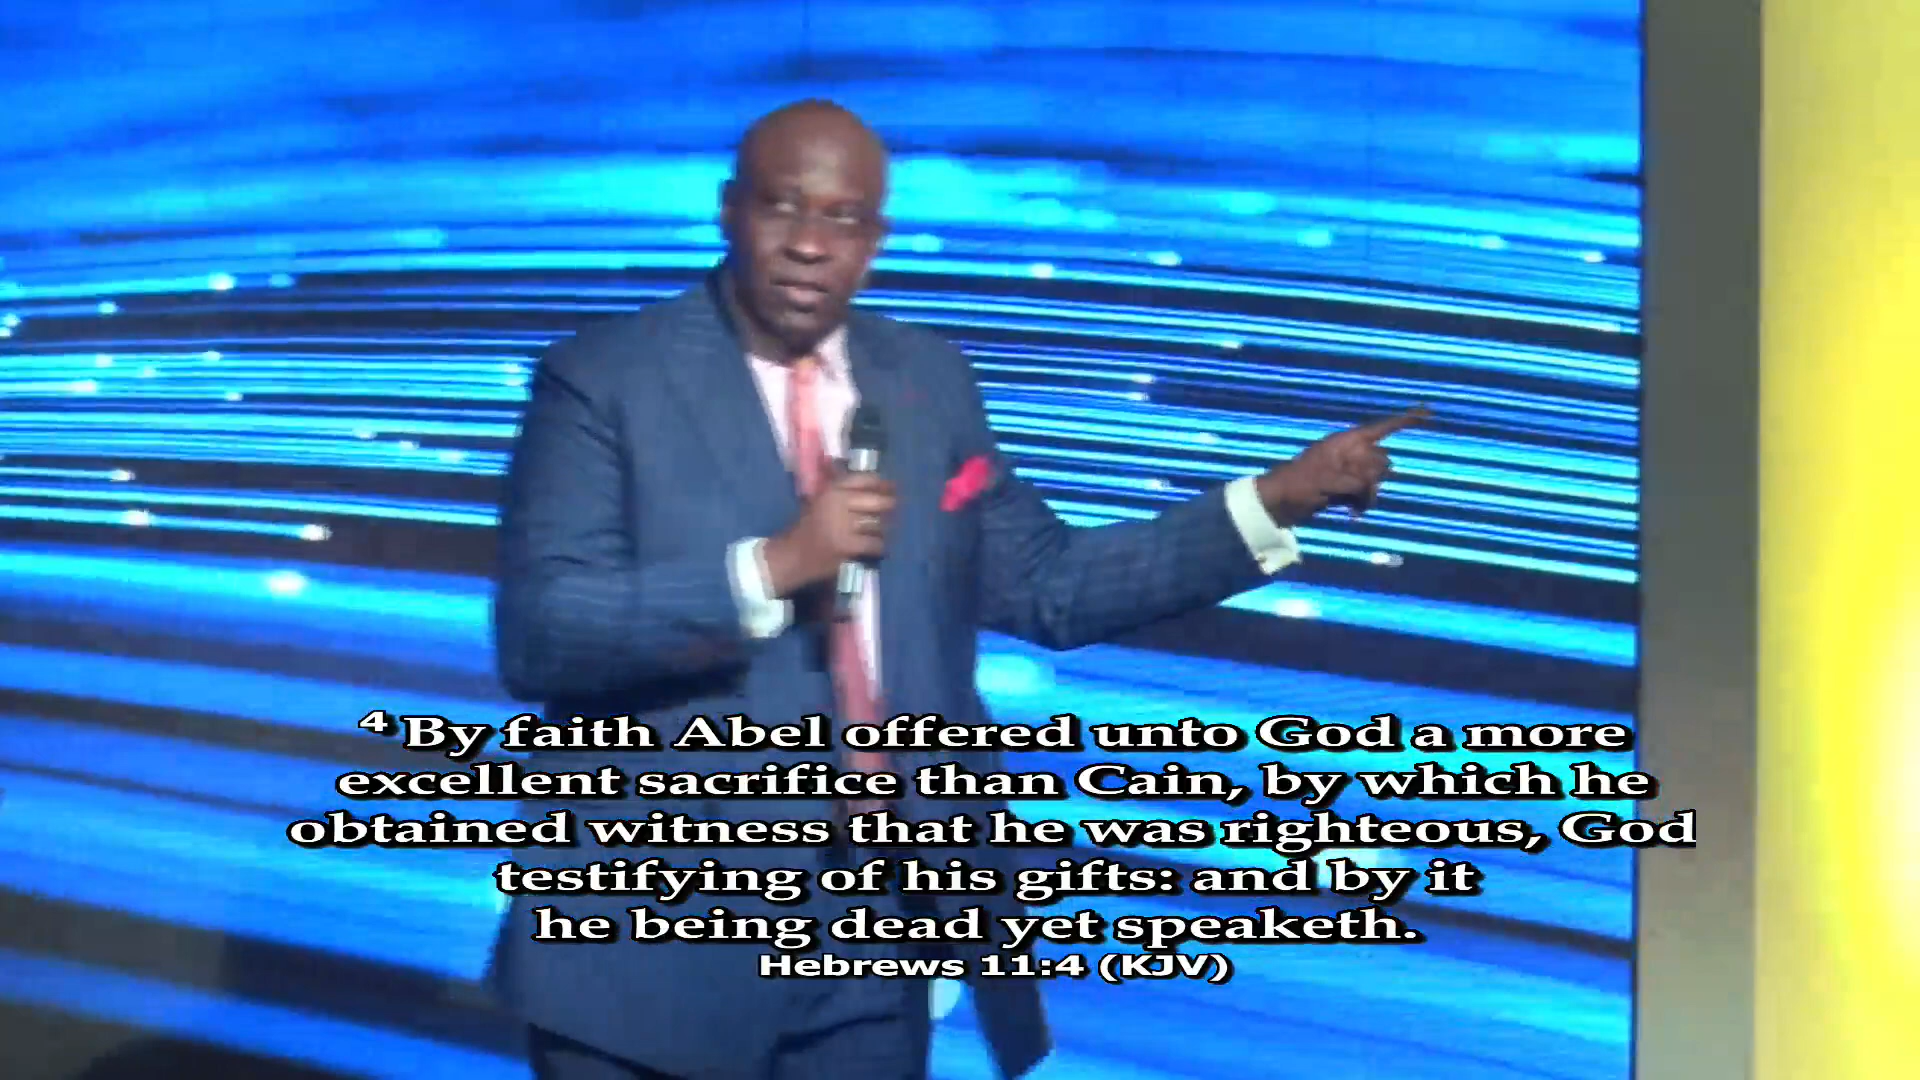 4 By faith Abel offered unto God a more
excellent sacrifice than Cain, by which he
obtained witness that he was righteous, God
testifying of his gifts: and by it
he being dead yet speaketh.
Hebrews 11:4 (KJV)